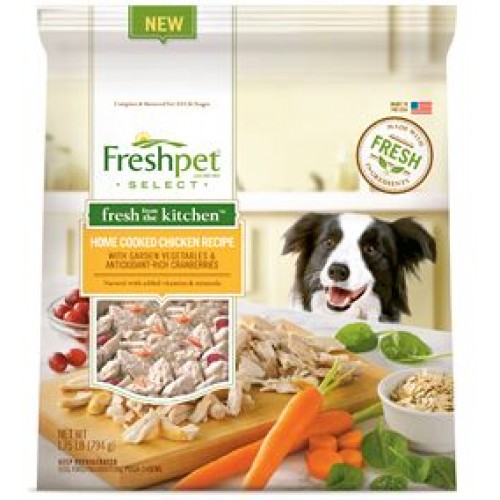 NEW
Complete & Balanced for All Life Stages
MADE IN
THE USA
Freshpet
SELECT
MADE WITH
FRESH
INGREDIENTS
fresh from the kitchen™
HOME COOKED CHICKEN RECIPE
WITH GARDEN VEGETABLES &
ANTIOXIDANT-RICH CRANBERRIES
Natural with added vitamins & minerals
NET WT
1.75 LB (794 g)
KEEP REFRIGERATED